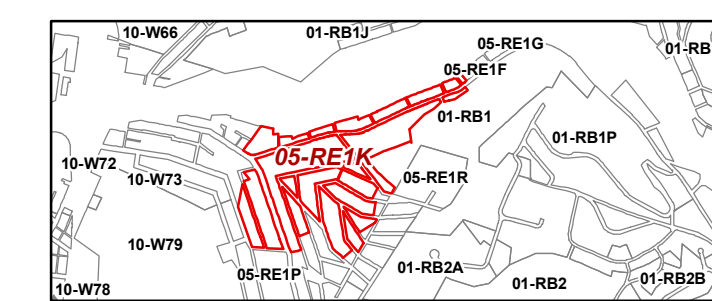 10-W66
01-RB1J
05-RE1G
01-RB
05-RE1F
01-RB1
01-RB1P
05-RE1K
10-W72
10-W73
05-RE1R
10-W79
05-RE1P
01-RB2A
01-RB2
01-RB2B
10-W78